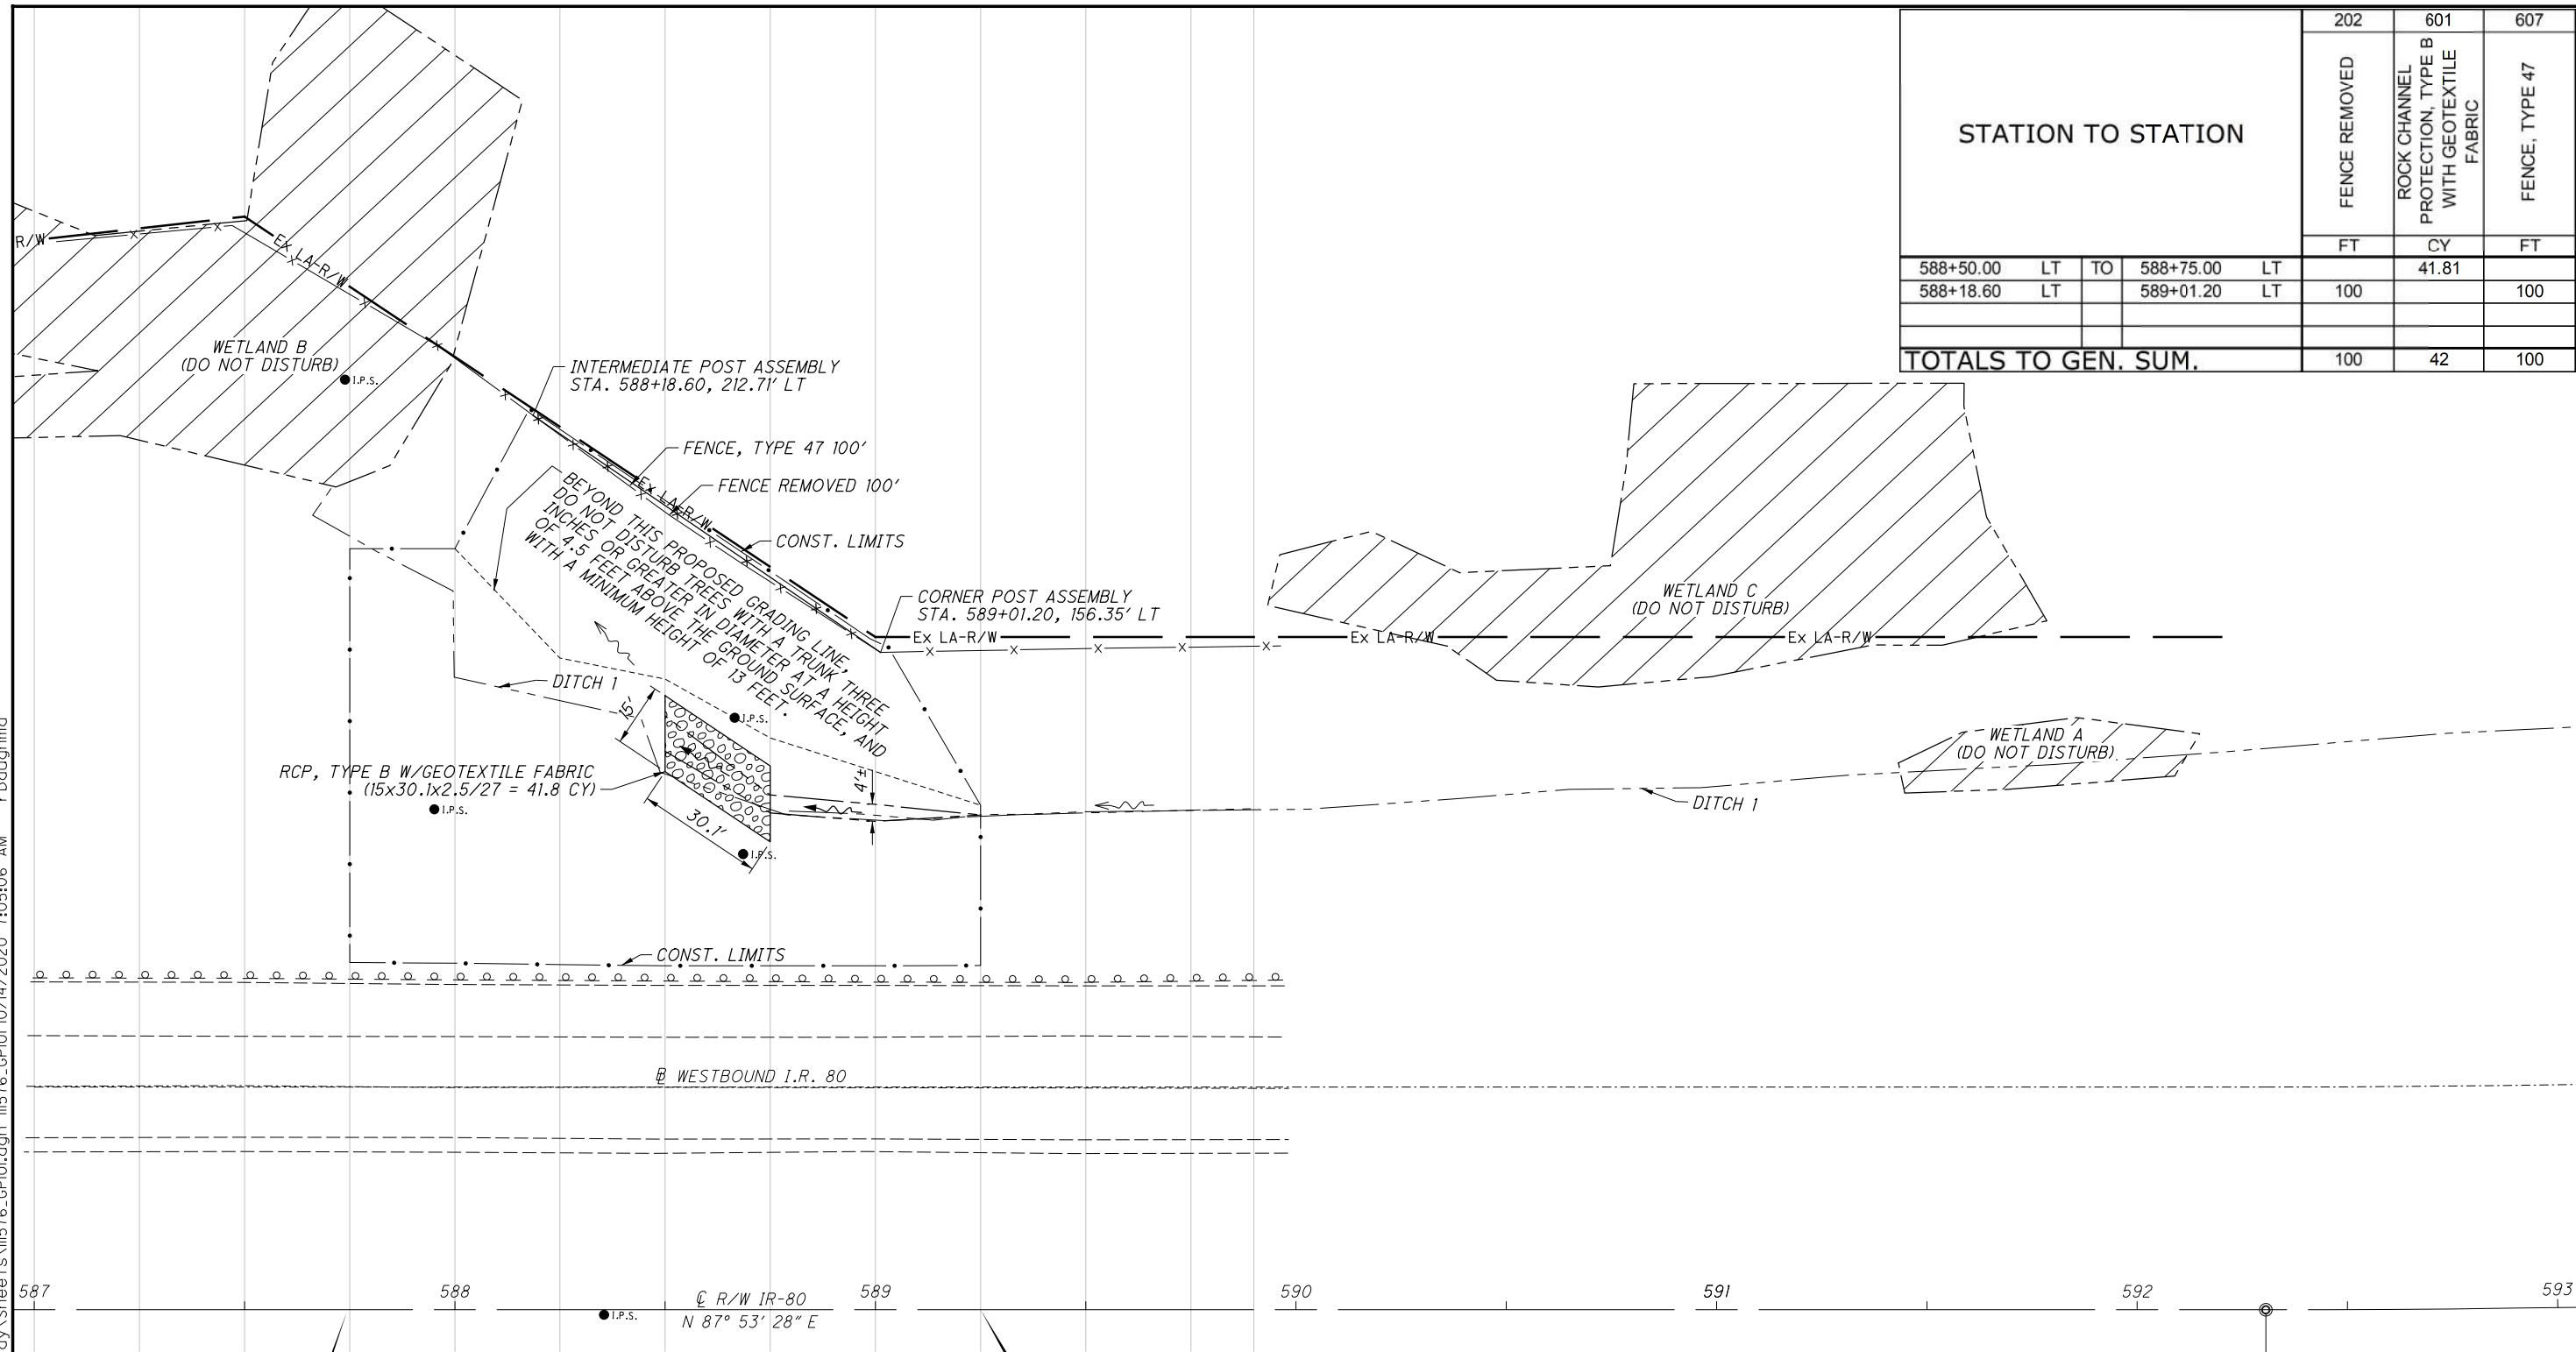 STATION TO STATION
202 601 607
FENCE REMOVED
ROCK CHANNEL
PROTECTION, TYPE B
WITH GEOTEXTILE
FABRIC
FENCE, TYPE 47
FT CY FT
588+50.00 LT TO 588+75.00 LT 41.81
588+18.60 LT 589+01.20 LT 100 100
TOTALS TO GEN. SUM. 100 42 100
R/W
Ex LA-R/W
WETLAND B
(DO NOT DISTURB)
I.P.S.
INTERMEDIATE POST ASSEMBLY
STA. 588+18.60, 212.71' LT
FENCE, TYPE 47 100'
FENCE REMOVED 100'
Ex LA-R/W
CONST. LIMITS
BEYOND THIS PROPOSED GRADING LINE,
DO NOT DISTURB TREES WITH A TRUNK THREE
INCHES OR GREATER IN DIAMETER AT A HEIGHT
OF 4.5 FEET ABOVE THE GROUND SURFACE, AND
WITH A MINIMUM HEIGHT OF 13 FEET.
CORNER POST ASSEMBLY
STA. 589+01.20, 156.35' LT
Ex LA-R/W
Ex LA-R/W
Ex LA-R/W
WETLAND C
(DO NOT DISTURB)
DITCH 1
15'
I.P.S.
WETLAND A
(DO NOT DISTURB)
RCP, TYPE B W/GEOTEXTILE FABRIC
(15x30.1x2.5/27 = 41.8 CY)
4'±
I.P.S.
30.1'
DITCH 1
I.P.S.
CONST. LIMITS
B WESTBOUND I.R. 80
587 588 589 590 591 592 593
I.P.S.
℄ R/W IR-80
N 87° 53' 28" E
10/14/2020 7:05:06 AM